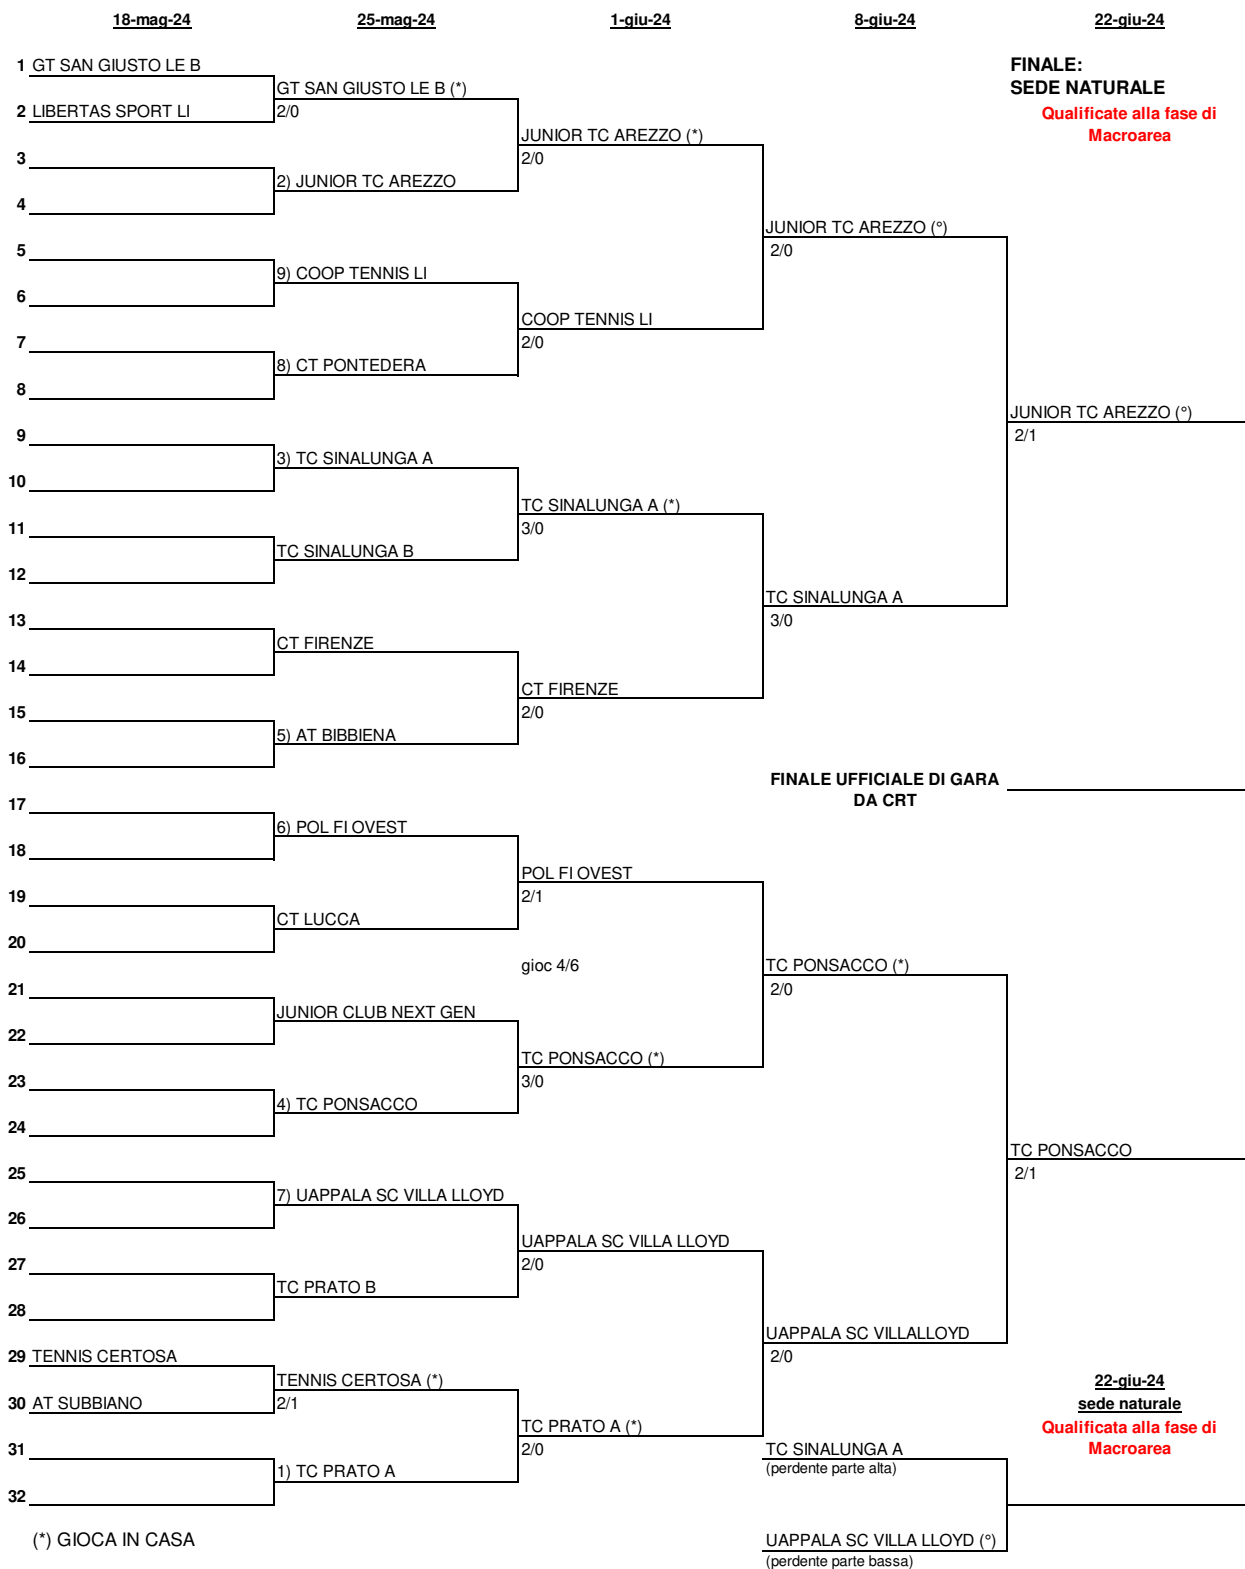 18-mag-24 25-mag-24 1-giu-24 8-giu-24 22-giu-24
1 GT SAN GIUSTO LE B
FINALE:
SEDE NATURALE
Qualificate alla fase di
Macroarea
GT SAN GIUSTO LE B (*)
2/0
2 LIBERTAS SPORT LI
JUNIOR TC AREZZO (*)
2/0
3
2) JUNIOR TC AREZZO
4
JUNIOR TC AREZZO (°)
2/0
5
9) COOP TENNIS LI
6
COOP TENNIS LI
2/0
7
8) CT PONTEDERA
8
JUNIOR TC AREZZO (°)
2/1
9
3) TC SINALUNGA A
10
TC SINALUNGA A (*)
3/0
11
TC SINALUNGA B
12
TC SINALUNGA A
3/0
13
CT FIRENZE
14
CT FIRENZE
2/0
15
5) AT BIBBIENA
16
FINALE UFFICIALE DI GARA
DA CRT
17
6) POL FI OVEST
18
POL FI OVEST
2/1
19
CT LUCCA
20
gioc 4/6
TC PONSACCO (*)
2/0
21
JUNIOR CLUB NEXT GEN
22
TC PONSACCO (*)
3/0
23
4) TC PONSACCO
24
TC PONSACCO
2/1
25
7) UAPPALA SC VILLA LLOYD
26
UAPPALA SC VILLA LLOYD
2/0
27
TC PRATO B
28
UAPPALA SC VILLALLOYD
2/0
29 TENNIS CERTOSA
TENNIS CERTOSA (*)
2/1
30 AT SUBBIANO
22-giu-24
sede naturale
Qualificata alla fase di
Macroarea
TC PRATO A (*)
2/0
31
1) TC PRATO A
32
TC SINALUNGA A
(perdente parte alta)
(*) GIOCA IN CASA
UAPPALA SC VILLA LLOYD (°)
(perdente parte bassa)